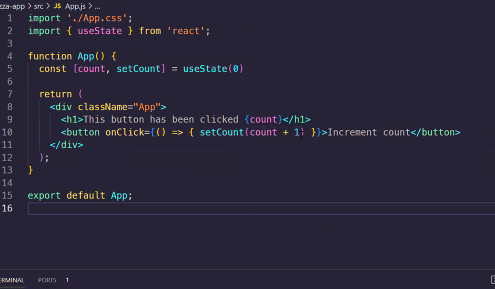 zza-app > src > JS App.js > ...
1 import './App.css';
2 import { useState } from 'react';
3
4 function App() {
5 const [count, setCount] = useState(0)
6
7 return (
8 <div className="App">
9 <h1>This button has been clicked {count}</h1>
10 <button onClick={() => { setCount(count + 1) }}>Increment count</button>
11 </div>
12 );
13 }
14
15 export default App;
16
ERMINAL PORTS 1